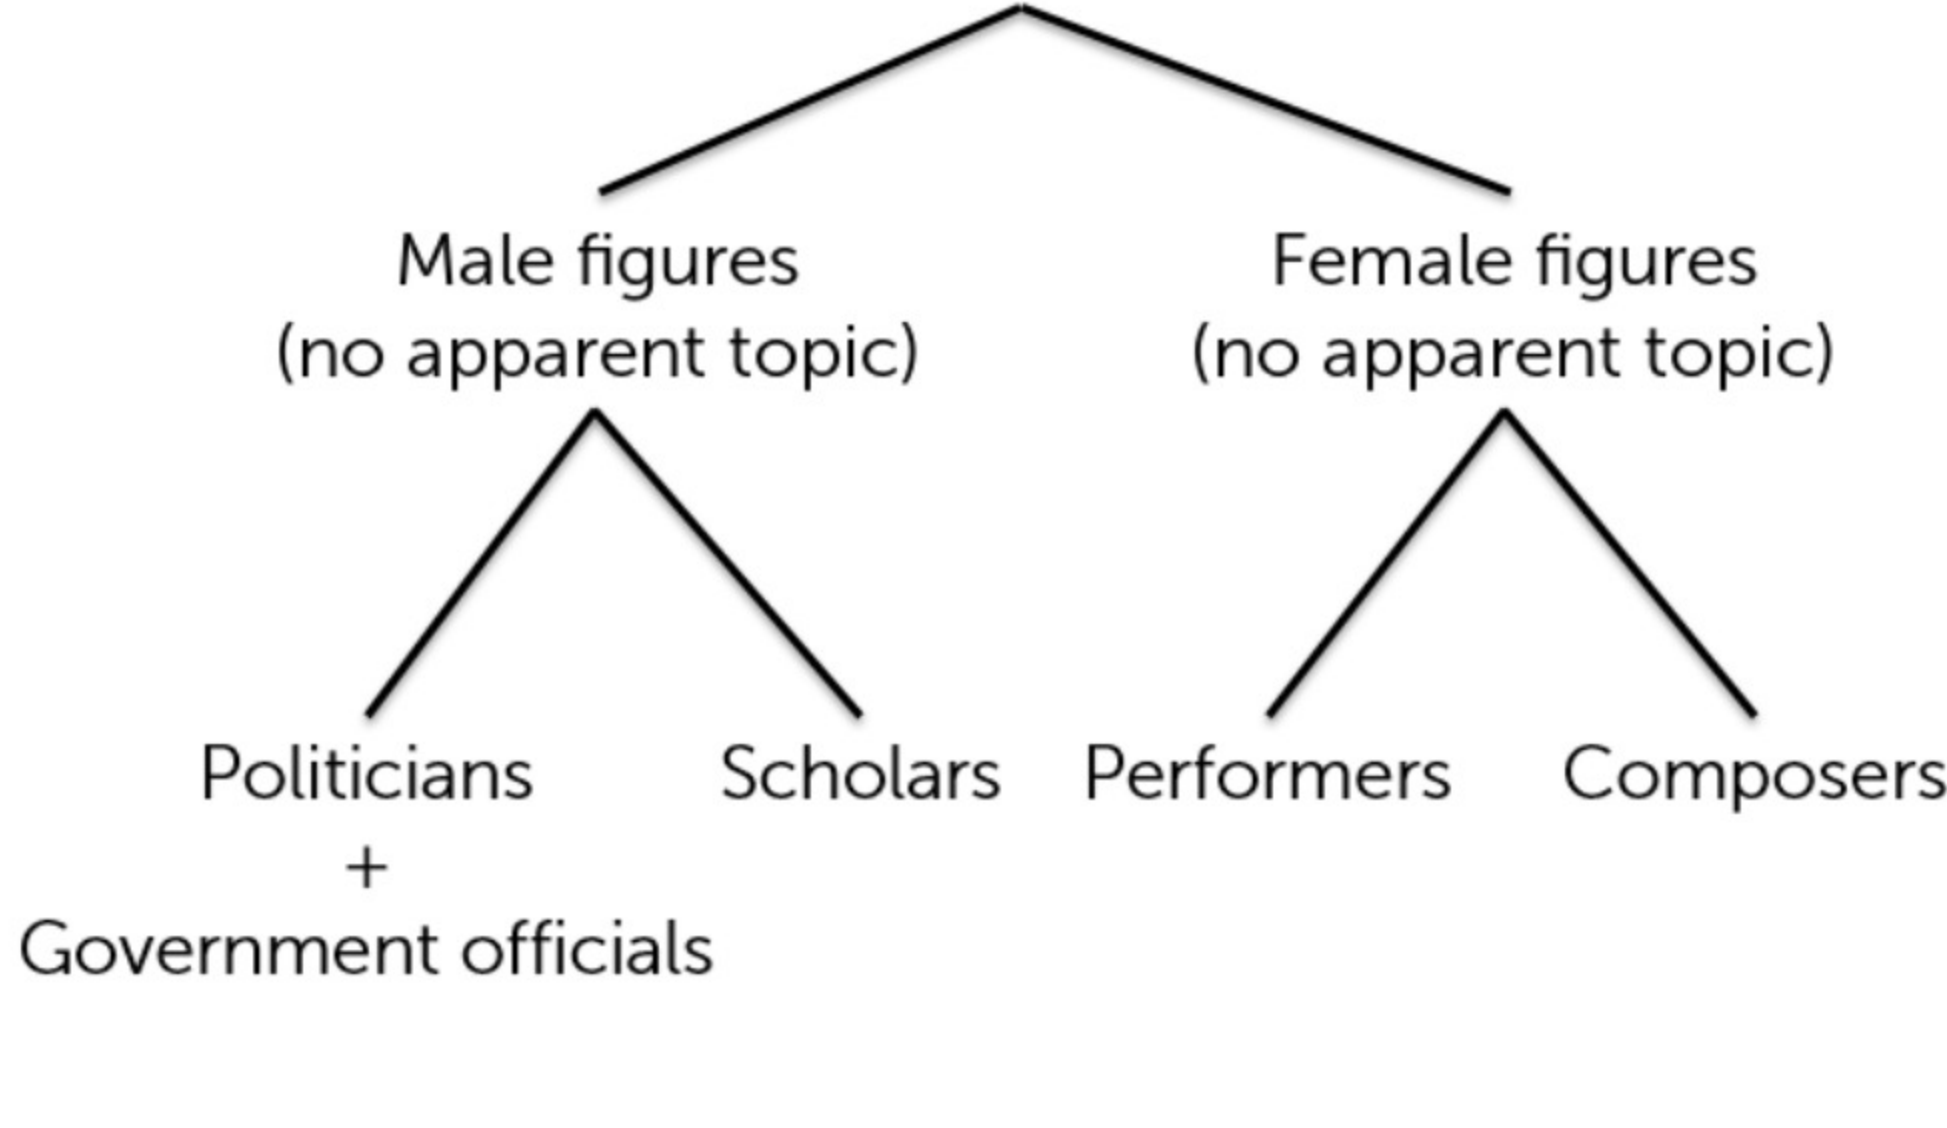 Male figures
(no apparent topic)
Female figures
(no apparent topic)
Politicians
+
Government officials
Scholars
Performers
Composers